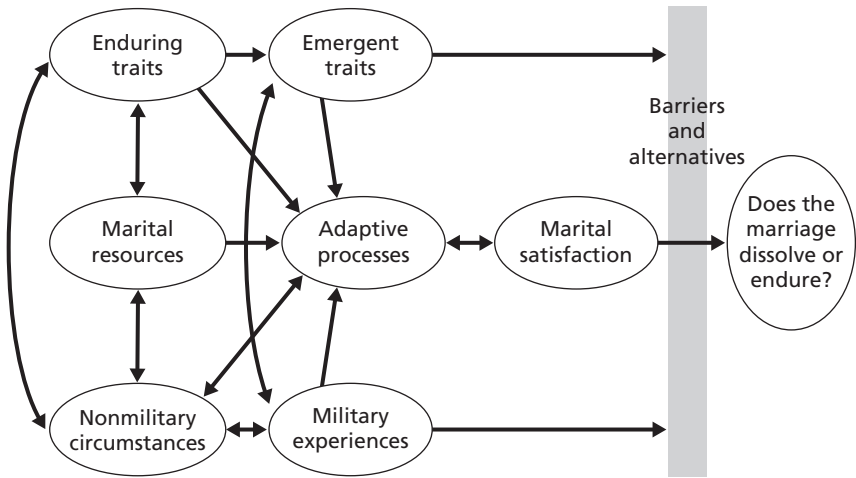 Enduring
traits
Emergent
traits
Barriers
and
alternatives
Marital
resources
Adaptive
processes
Marital
satisfaction
Does the
marriage
dissolve or
endure?
Nonmilitary
circumstances
Military
experiences